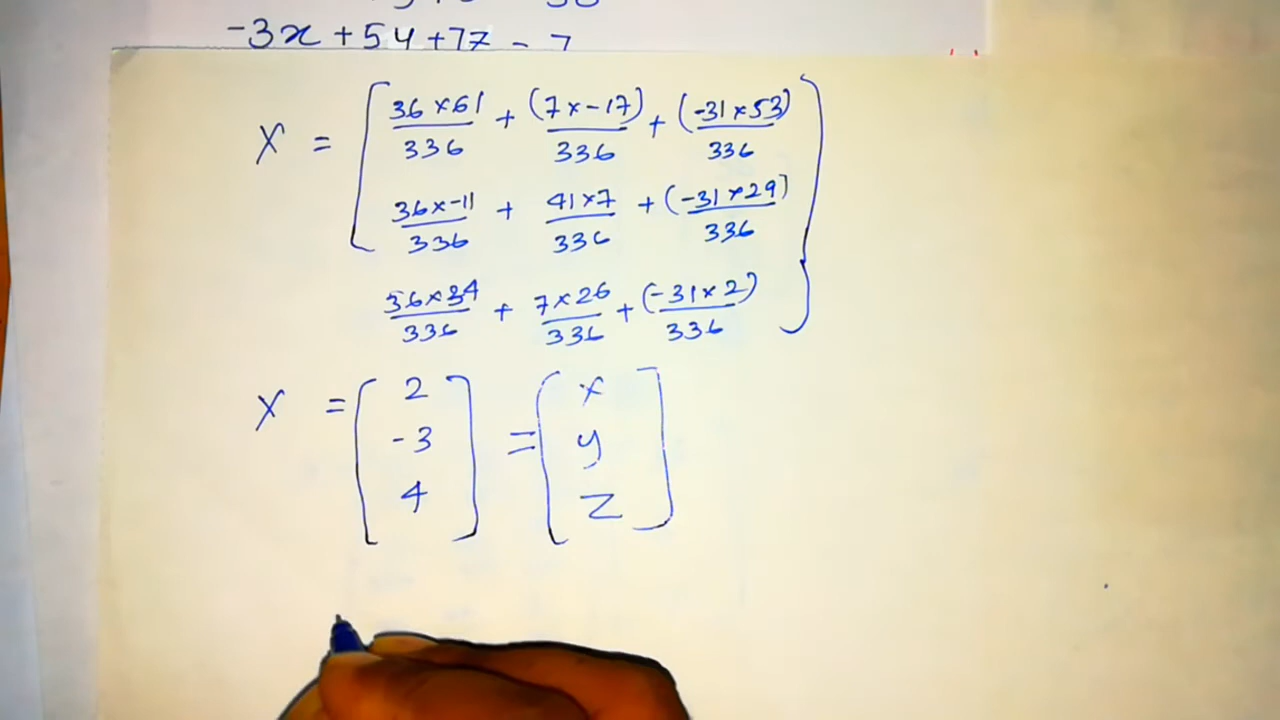 -3x + 5y + 7z = 7
X = [ 36×61/336 + (7×-17)/336 + (-31×53)/336
36×-11/336 + 41×7/336 + (-31×29)/336
36×34/336 + 7×26/336 + (-31×2)/336 ]
X = [ 2 -3 4 ] = [ x y z ]